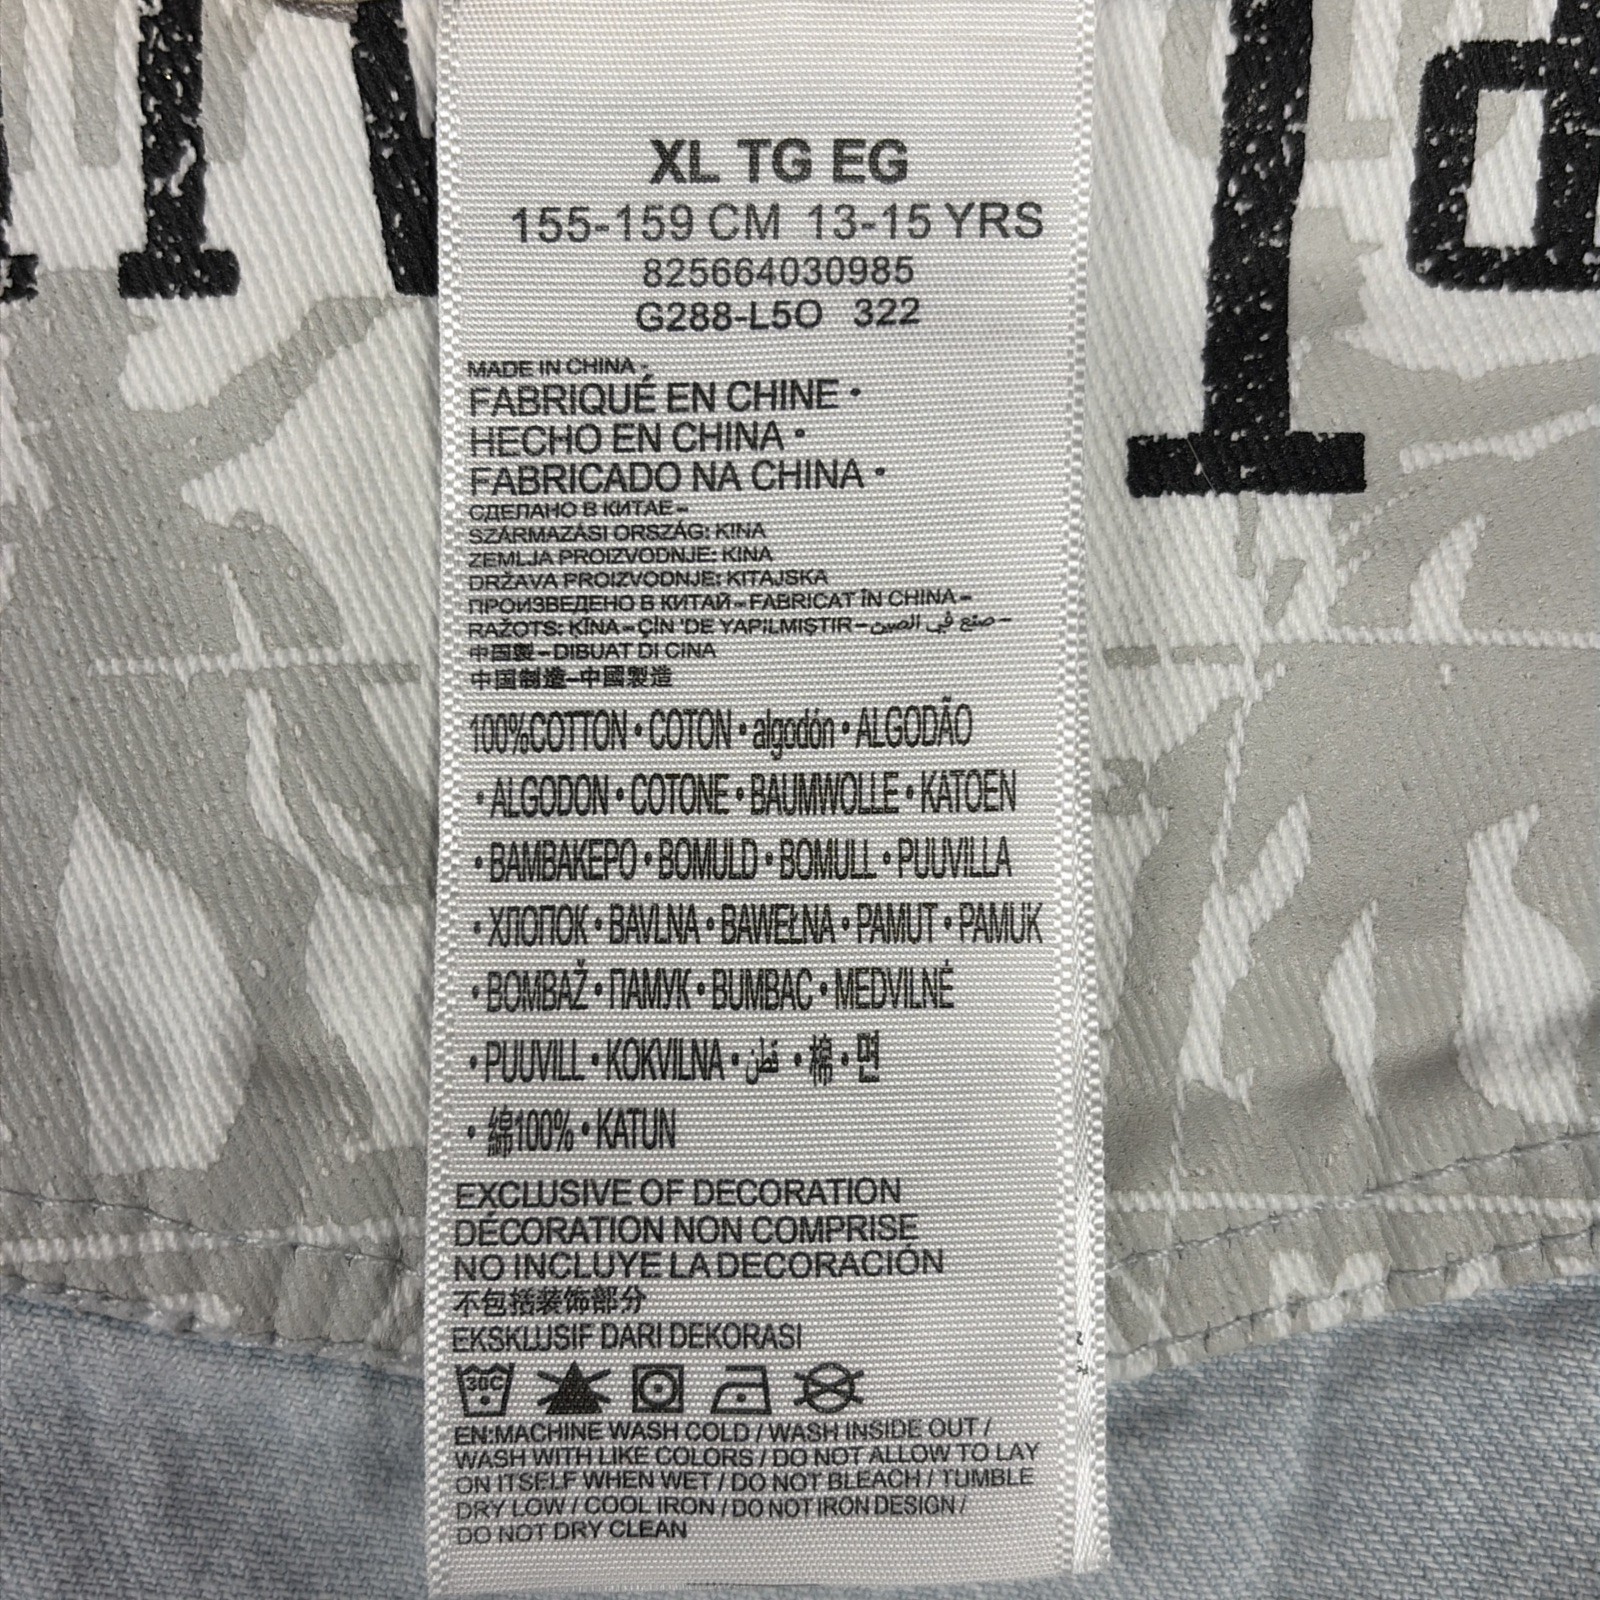 XL TG EG
155-159 CM 13-15 YRS
825664030985
G288-L5O 322
MADE IN CHINA -
FABRIQUÉ EN CHINE •
HECHO EN CHINA •
FABRICADO NA CHINA •
СДЕЛАНО В КИТАЕ –
SZÁRMAZÁSI ORSZÁG: KINA
ZEMLJA PROIZVODNJE: KINA
DRŽAVA PROIZVODNJE: KITAJSKA
ПРОИЗВЕДЕНО В КИТАЙ – FABRICAT ÎN CHINA –
RAŽOTS: ĶĪNA – ÇİN 'DE YAPILMIŞTIR – صنع في الصين –
中国製 – DIBUAT DI CINA
中国制造–中國製造
100%COTTON • COTON • algodón • ALGODÃO
• ALGODON • COTONE • BAUMWOLLE • KATOEN
• ΒΑΜΒΑΚΕΡΟ • BOMULD • BOMULL • PUUVILLA
• ХЛОПОК • BAVLNA • BAWEŁNA • PAMUT • PAMUK
• BOMBAŽ • ПАМУК • BUMBAC • MEDVILNĖ
• PUUVILL • KOKVILNA • قطن • 棉 • 면
• 綿100% • KATUN
EXCLUSIVE OF DECORATION
DÉCORATION NON COMPRISE
NO INCLUYE LA DECORACIÓN
不包括装饰部分
EKSKLUSIF DARI DEKORASI
30C
EN:MACHINE WASH COLD / WASH INSIDE OUT /
WASH WITH LIKE COLORS / DO NOT ALLOW TO LAY
ON ITSELF WHEN WET / DO NOT BLEACH / TUMBLE
DRY LOW / COOL IRON / DO NOT IRON DESIGN /
DO NOT DRY CLEAN